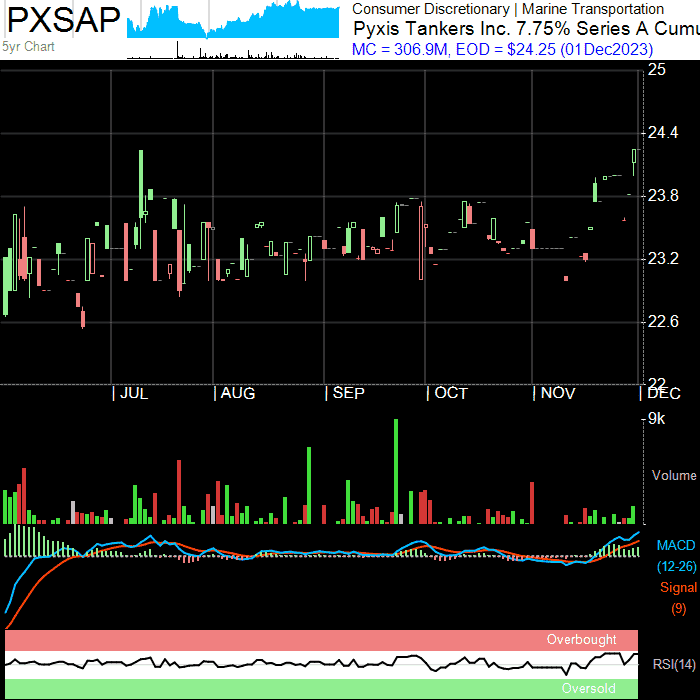 PXSAP
5yr Chart
Consumer Discretionary | Marine Transportation
Pyxis Tankers Inc. 7.75% Series A Cumu
MC = 306.9M, EOD = $24.25 (01Dec2023)
25
24.4
23.8
23.2
22.6
22
JUL
AUG
SEP
OCT
NOV
DEC
9k
Volume
MACD
(12-26)
Signal
(9)
Overbought
RSI(14)
Oversold